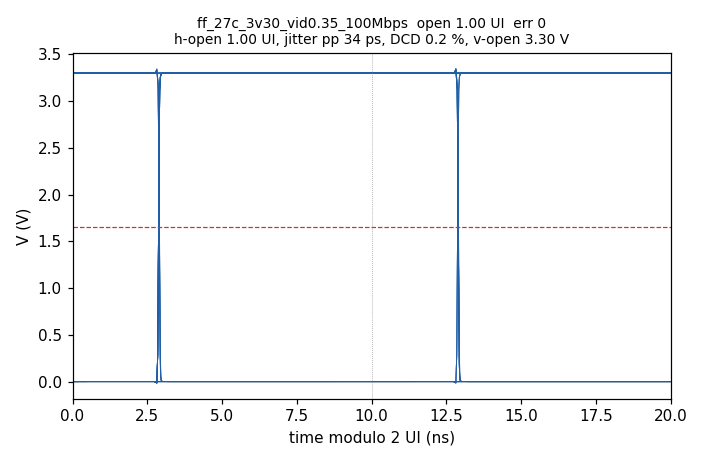 ff_27c_3v30_vid0.35_100Mbps  open 1.00 UI  err 0
h-open 1.00 UI, jitter pp 34 ps, DCD 0.2 %, v-open 3.30 V
3.5
3.0
2.5
2.0
1.5
1.0
0.5
0.0
V (V)
0.0 2.5 5.0 7.5 10.0 12.5 15.0 17.5 20.0
time modulo 2 UI (ns)